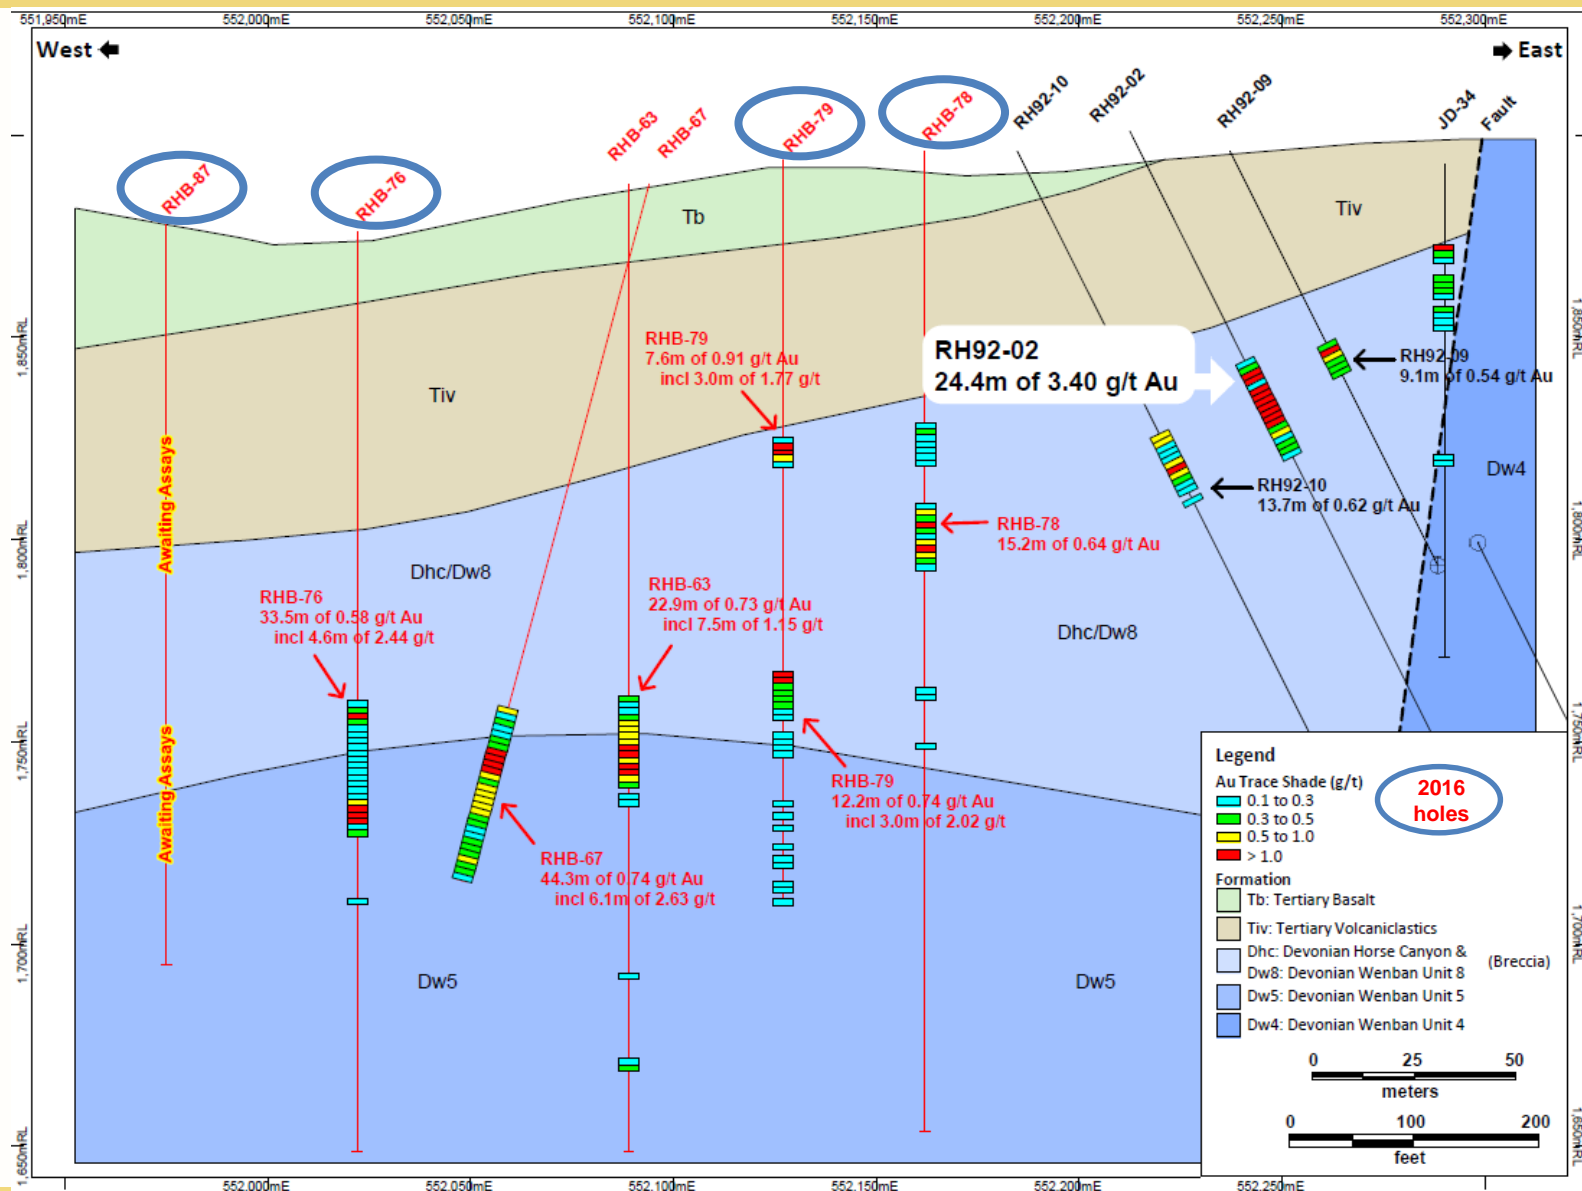 551,950mE 552,000mE 552,050mE 552,100mE 552,150mE 552,200mE 552,250mE 552,300mE
West
East
RHB-87
RHB-76
RHB-63
RHB-67
RHB-79
RHB-78
RH92-10
RH92-02
RH92-09
JD-34
Fault
Tb
Tiv
Tiv
1,850mRL
1,850mRL
RHB-79
7.6m of 0.91 g/t Au
incl 3.0m of 1.77 g/t
RH92-02
24.4m of 3.40 g/t Au
RH92-09
9.1m of 0.54 g/t Au
Awaiting Assays
Dw4
RH92-10
13.7m of 0.62 g/t Au
RHB-78
15.2m of 0.64 g/t Au
1,800mRL
1,800mRL
Dhc/Dw8
RHB-76
33.5m of 0.58 g/t Au
incl 4.6m of 2.44 g/t
RHB-63
22.9m of 0.73 g/t Au
incl 7.5m of 1.15 g/t
Dhc/Dw8
1,750mRL
1,750mRL
Awaiting Assays
RHB-79
12.2m of 0.74 g/t Au
incl 3.0m of 2.02 g/t
RHB-67
44.3m of 0.74 g/t Au
incl 6.1m of 2.63 g/t
1,700mRL
1,700mRL
Dw5
Dw5
1,650mRL
1,650mRL
Legend
Au Trace Shade (g/t)
0.1 to 0.3
0.3 to 0.5
0.5 to 1.0
> 1.0
2016
holes
Formation
Tb: Tertiary Basalt
Tiv: Tertiary Volcaniclastics
Dhc: Devonian Horse Canyon &
Dw8: Devonian Wenban Unit 8
(Breccia)
Dw5: Devonian Wenban Unit 5
Dw4: Devonian Wenban Unit 4
0 25 50
meters
0 100 200
feet
552,000mE 552,050mE 552,100mE 552,150mE 552,200mE 552,250mE